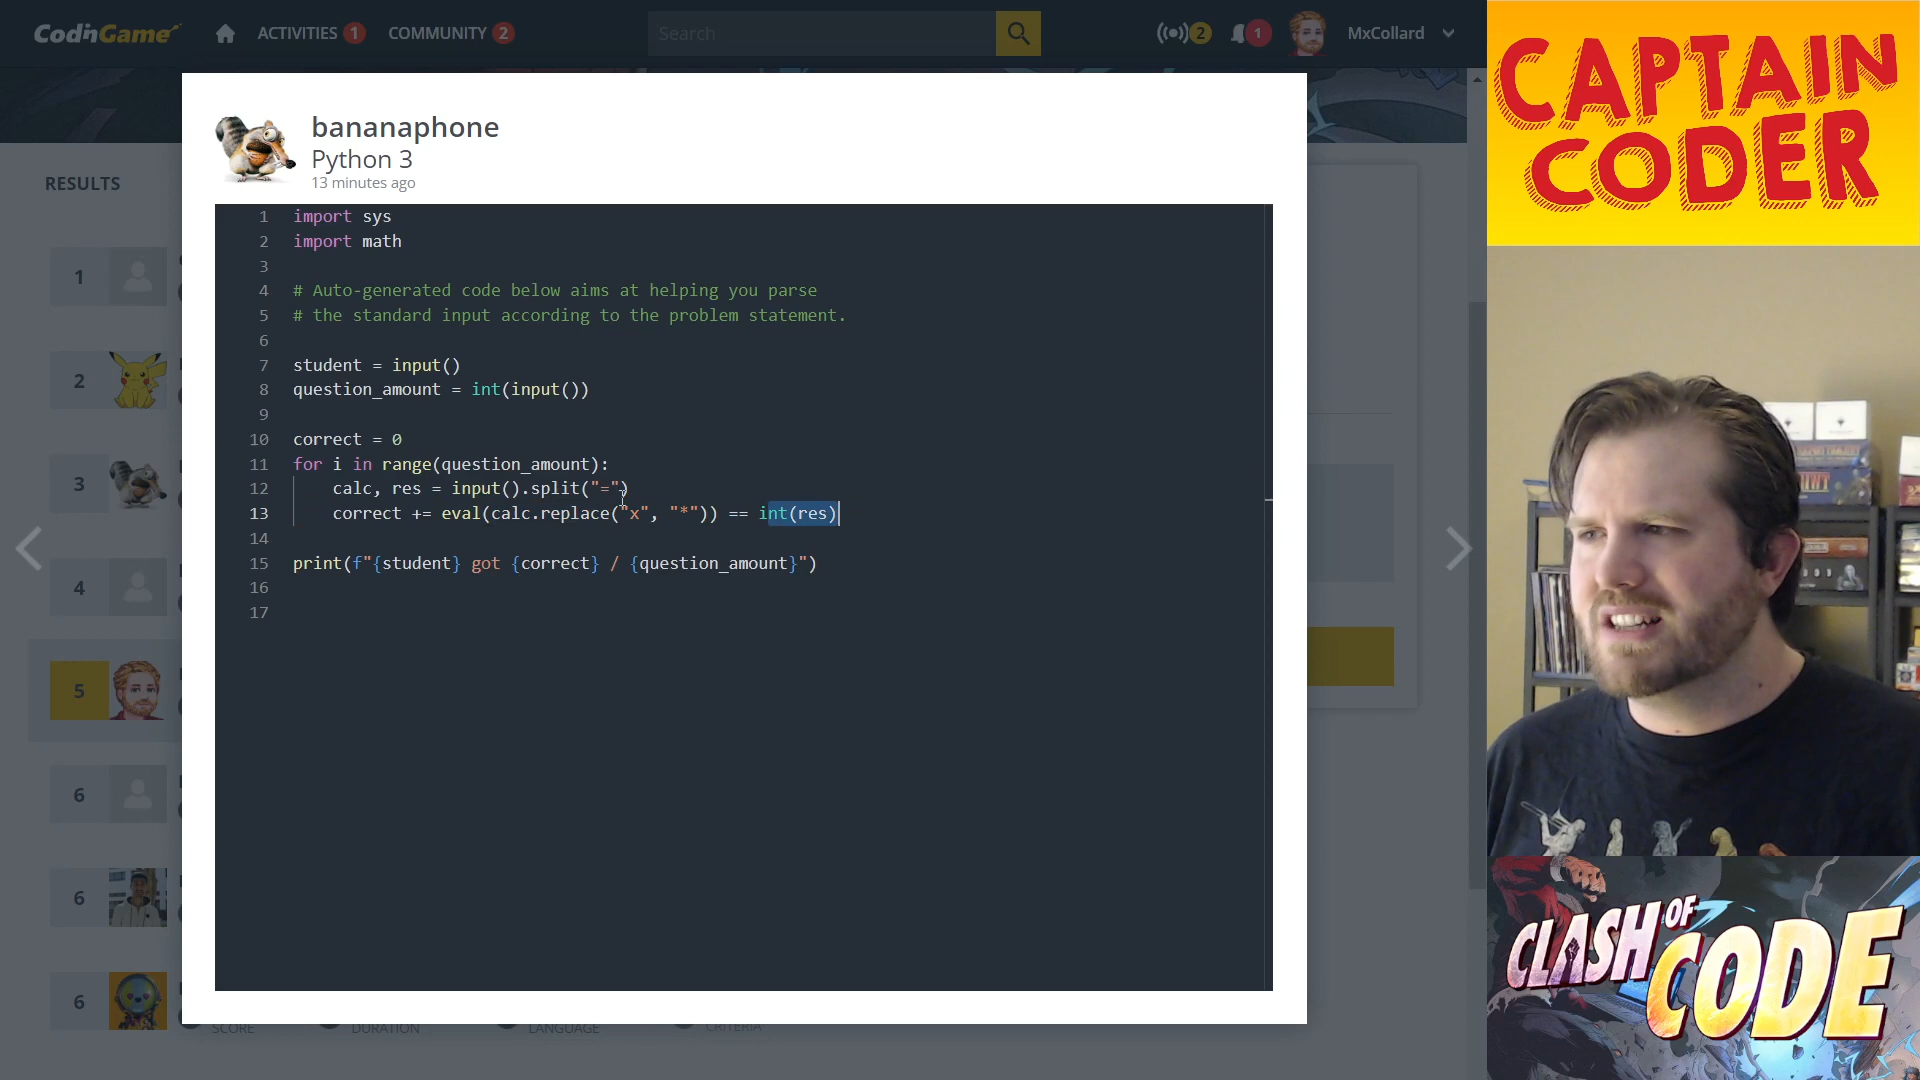 CodinGame
ACTIVITIES 1
COMMUNITY 2
Search
2
1
MxCollard
RESULTS
1
2
3
4
5
6
6
6
bananaphone
Python 3
13 minutes ago
1 import sys
2 import math
3
4 # Auto-generated code below aims at helping you parse
5 # the standard input according to the problem statement.
6
7 student = input()
8 question_amount = int(input())
9
10 correct = 0
11 for i in range(question_amount):
12 calc, res = input().split("=")
13 correct += eval(calc.replace("x", "*")) == int(res)
14
15 print(f"{student} got {correct} / {question_amount}")
16
17
SCORE
DURATION
LANGUAGE
CRITERIA
CAPTAIN
CODER
CLASH OF
CODE